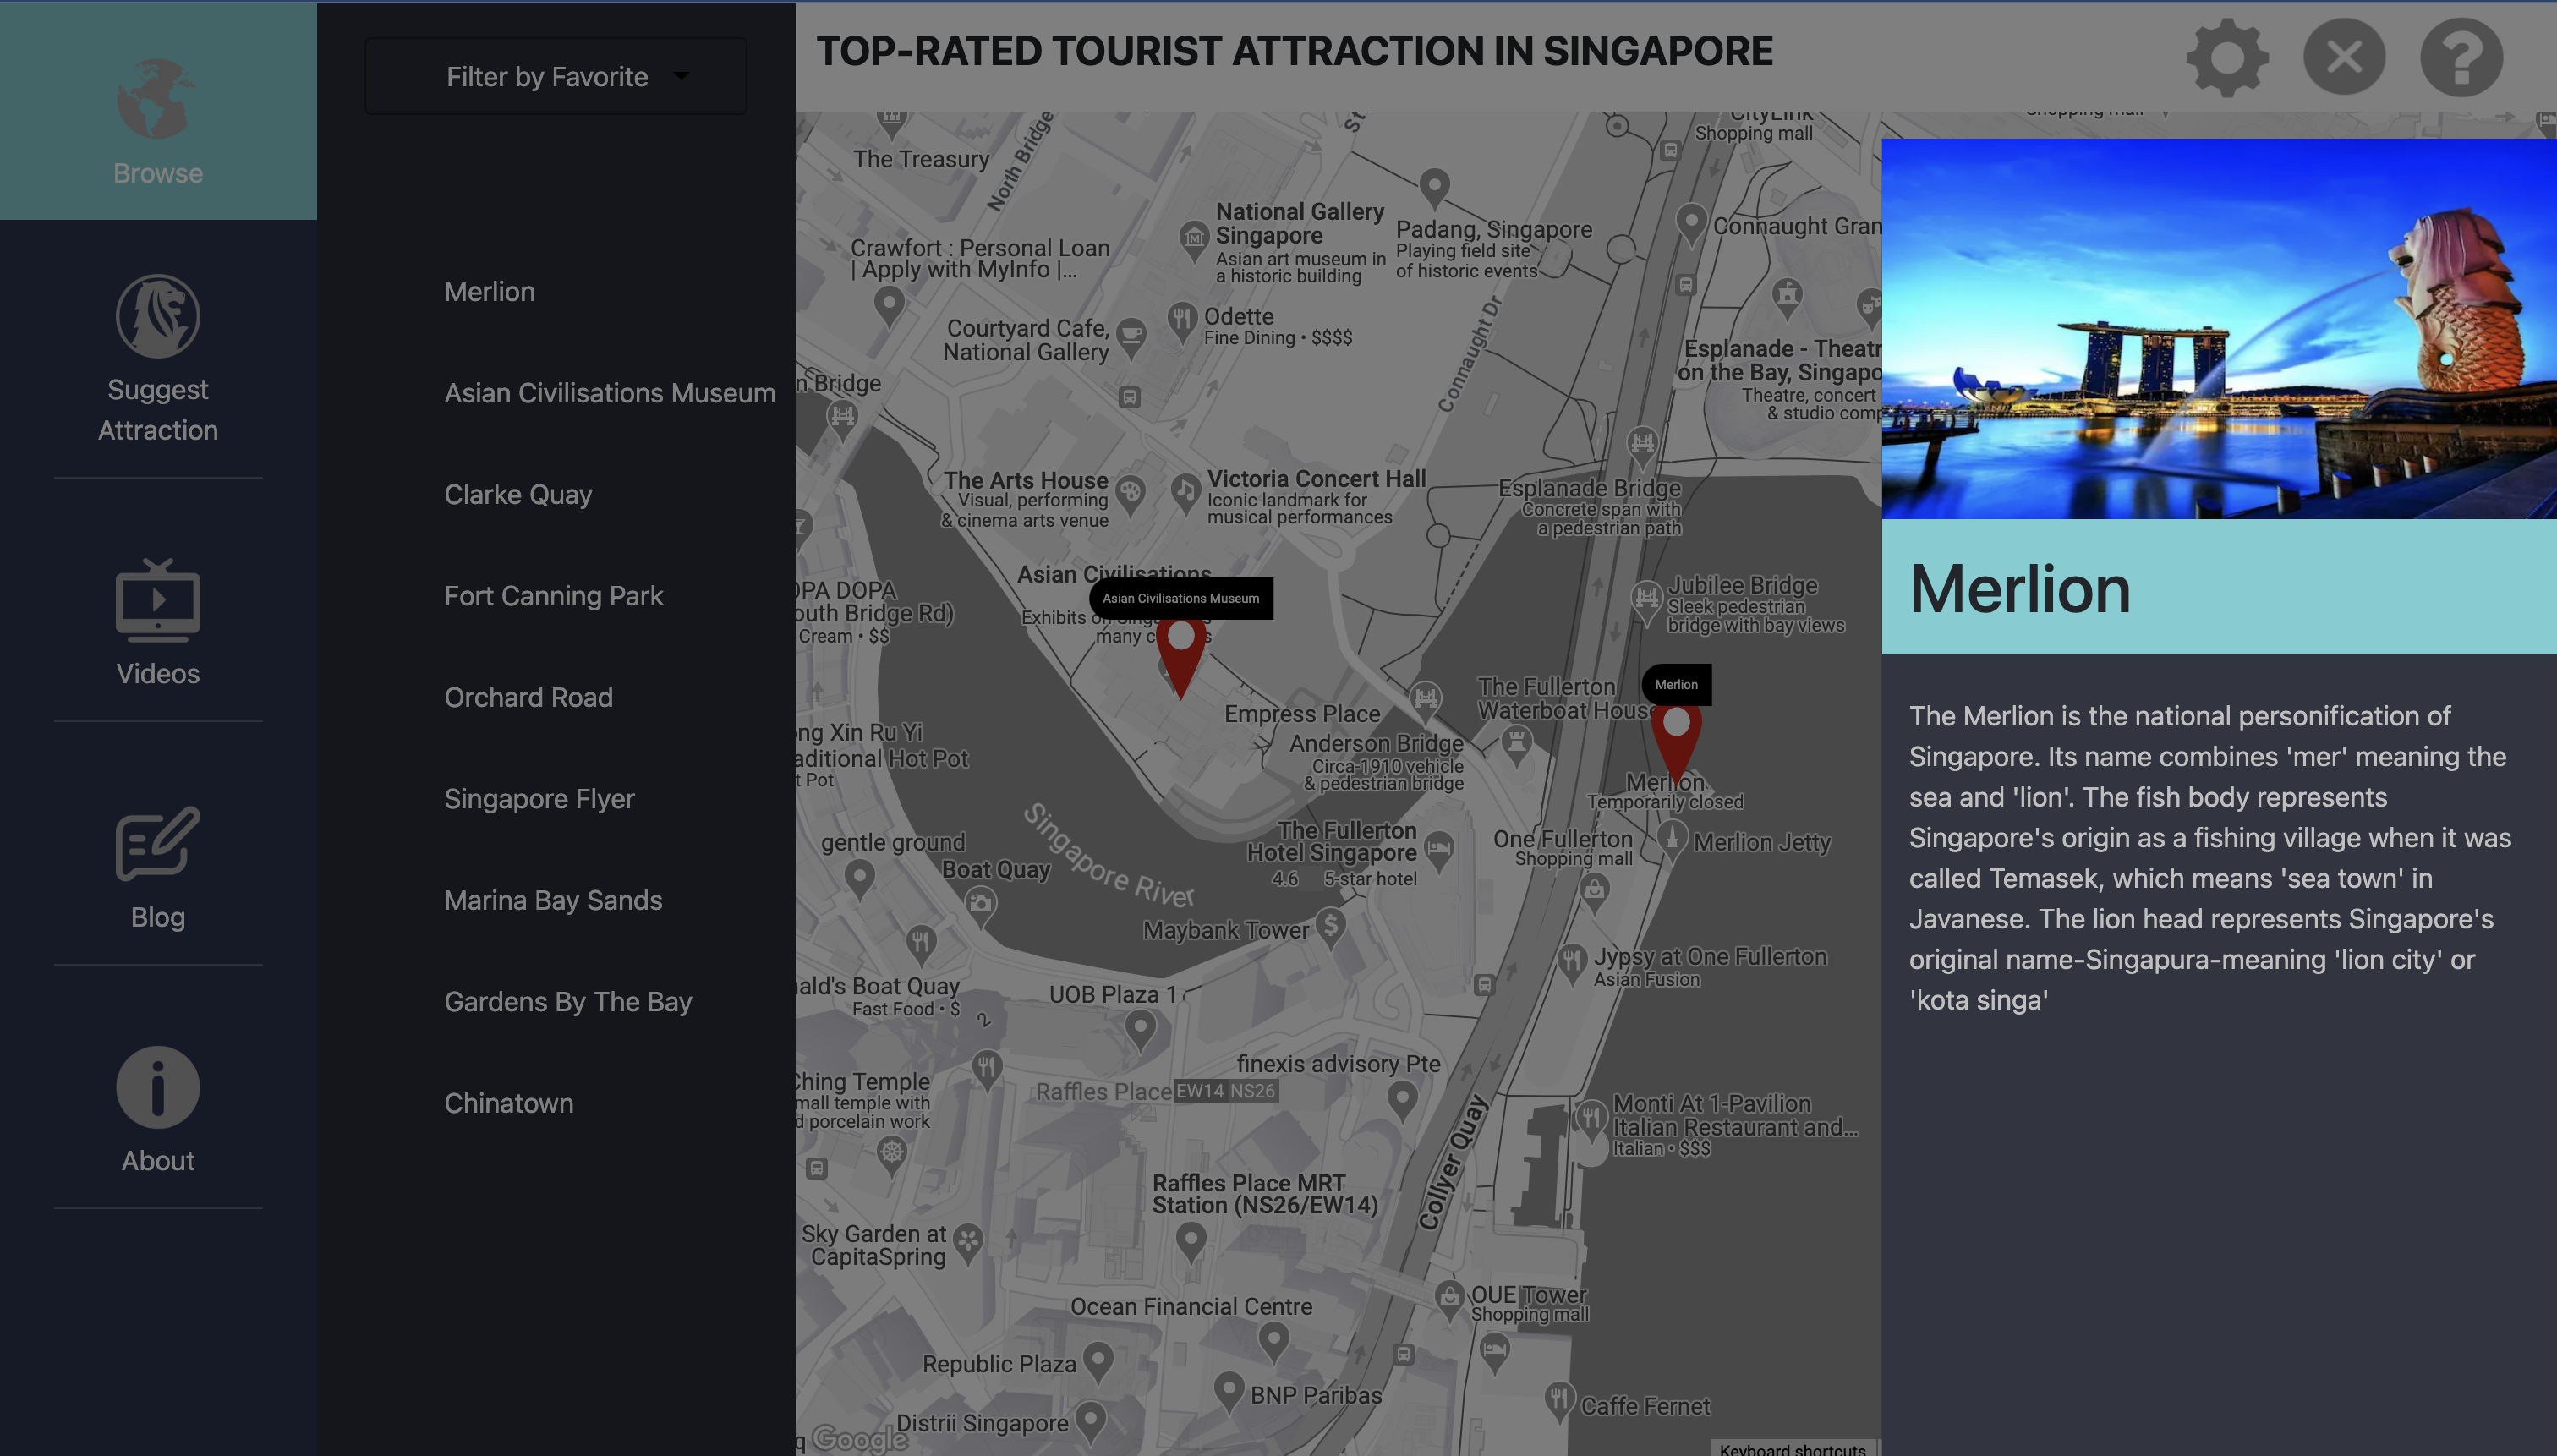 Browse
Suggest
Attraction
Videos
Blog
About
Filter by Favorite
Merlion
Asian Civilisations Museum
Clarke Quay
Fort Canning Park
Orchard Road
Singapore Flyer
Marina Bay Sands
Gardens By The Bay
Chinatown
TOP-RATED TOURIST ATTRACTION IN SINGAPORE
?
The Treasury
North Bridge
St
CityLink
Shopping mall
Shopping mall
Crawfort : Personal Loan
| Apply with MyInfo |...
National Gallery
Singapore
Asian art museum in
a historic building
Padang, Singapore
Playing field site
of historic events
Connaught Gran
Courtyard Cafe,
National Gallery
Odette
Fine Dining • $$$$
Connaught Dr
Esplanade - Theatr
on the Bay, Singapo
Theatre, concert
& studio comp
n Bridge
The Arts House
Visual, performing
& cinema arts venue
Victoria Concert Hall
Iconic landmark for
musical performances
Esplanade Bridge
Concrete span with
a pedestrian path
Asian Civilisations
Asian Civilisations Museum
Exhibits on
many
OPA DOPA
outh Bridge Rd)
Cream • $$
Jubilee Bridge
Sleek pedestrian
bridge with bay views
Merlion
The Fullerton
Waterboat House
Empress Place
Anderson Bridge
Circa-1910 vehicle
& pedestrian bridge
ng Xin Ru Yi
aditional Hot Pot
t Pot
Merlion
Temporarily closed
Singapore River
gentle ground
Boat Quay
The Fullerton
Hotel Singapore
4.6 5-star hotel
One Fullerton
Shopping mall
Merlion Jetty
Maybank Tower
Jypsy at One Fullerton
Asian Fusion
ald's Boat Quay
Fast Food • $
2
UOB Plaza 1
finexis advisory Pte
Raffles Place EW14 NS26
Ching Temple
mall temple with
d porcelain work
Collyer Quay
Monti At 1-Pavilion
Italian Restaurant and...
Italian • $$$
Raffles Place MRT
Station (NS26/EW14)
Sky Garden at
CapitaSpring
Ocean Financial Centre
OUE Tower
Shopping mall
Republic Plaza
BNP Paribas
Caffe Fernet
Distrii Singapore
q Google
Keyboard shortcuts
Merlion
The Merlion is the national personification of
Singapore. Its name combines 'mer' meaning the
sea and 'lion'. The fish body represents
Singapore's origin as a fishing village when it was
called Temasek, which means 'sea town' in
Javanese. The lion head represents Singapore's
original name-Singapura-meaning 'lion city' or
'kota singa'